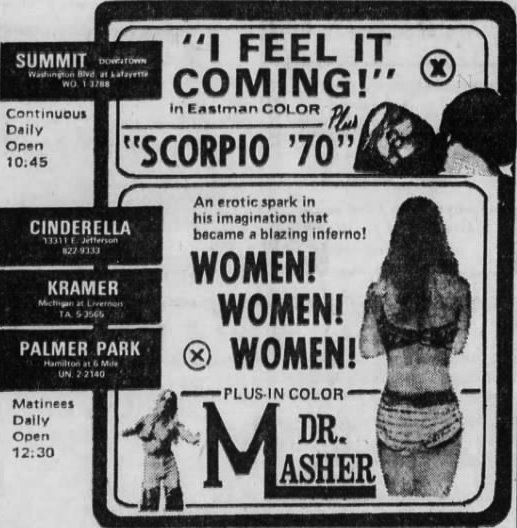 SUMMIT DOWNTOWN
Washington Blvd. at Lafayette
WO. 1-3788
Continuous
Daily
Open
10:45
"I FEEL IT
COMING!"
X
in Eastman COLOR
Plus
"SCORPIO '70"
CINDERELLA
13311 E. Jefferson
822-9333
KRAMER
Michigan at Livernois
TA. 5-3565
PALMER PARK
Hamilton at 6 Mile
UN. 2-2140
Matinees
Daily
Open
12:30
An erotic spark in
his imagination that
became a blazing inferno!
WOMEN!
WOMEN!
X WOMEN!
PLUS-IN COLOR
DR.
MASHER